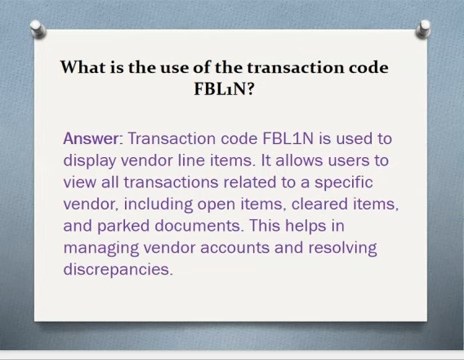 What is the use of the transaction code
FBL1N?
Answer: Transaction code FBL1N is used to
display vendor line items. It allows users to
view all transactions related to a specific
vendor, including open items, cleared items,
and parked documents. This helps in
managing vendor accounts and resolving
discrepancies.